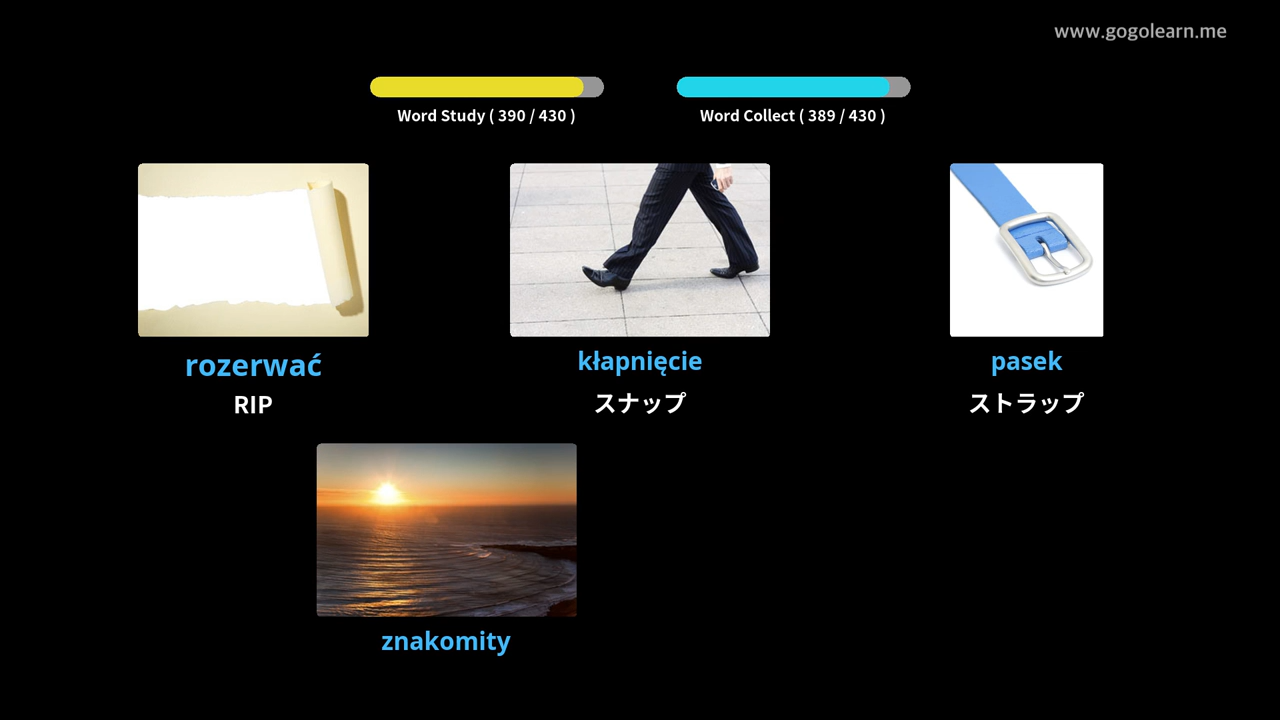 www.gogolearn.me
Word Study ( 390 / 430 )
Word Collect ( 389 / 430 )
rozerwać
kłapnięcie
pasek
RIP
スナップ
ストラップ
znakomity